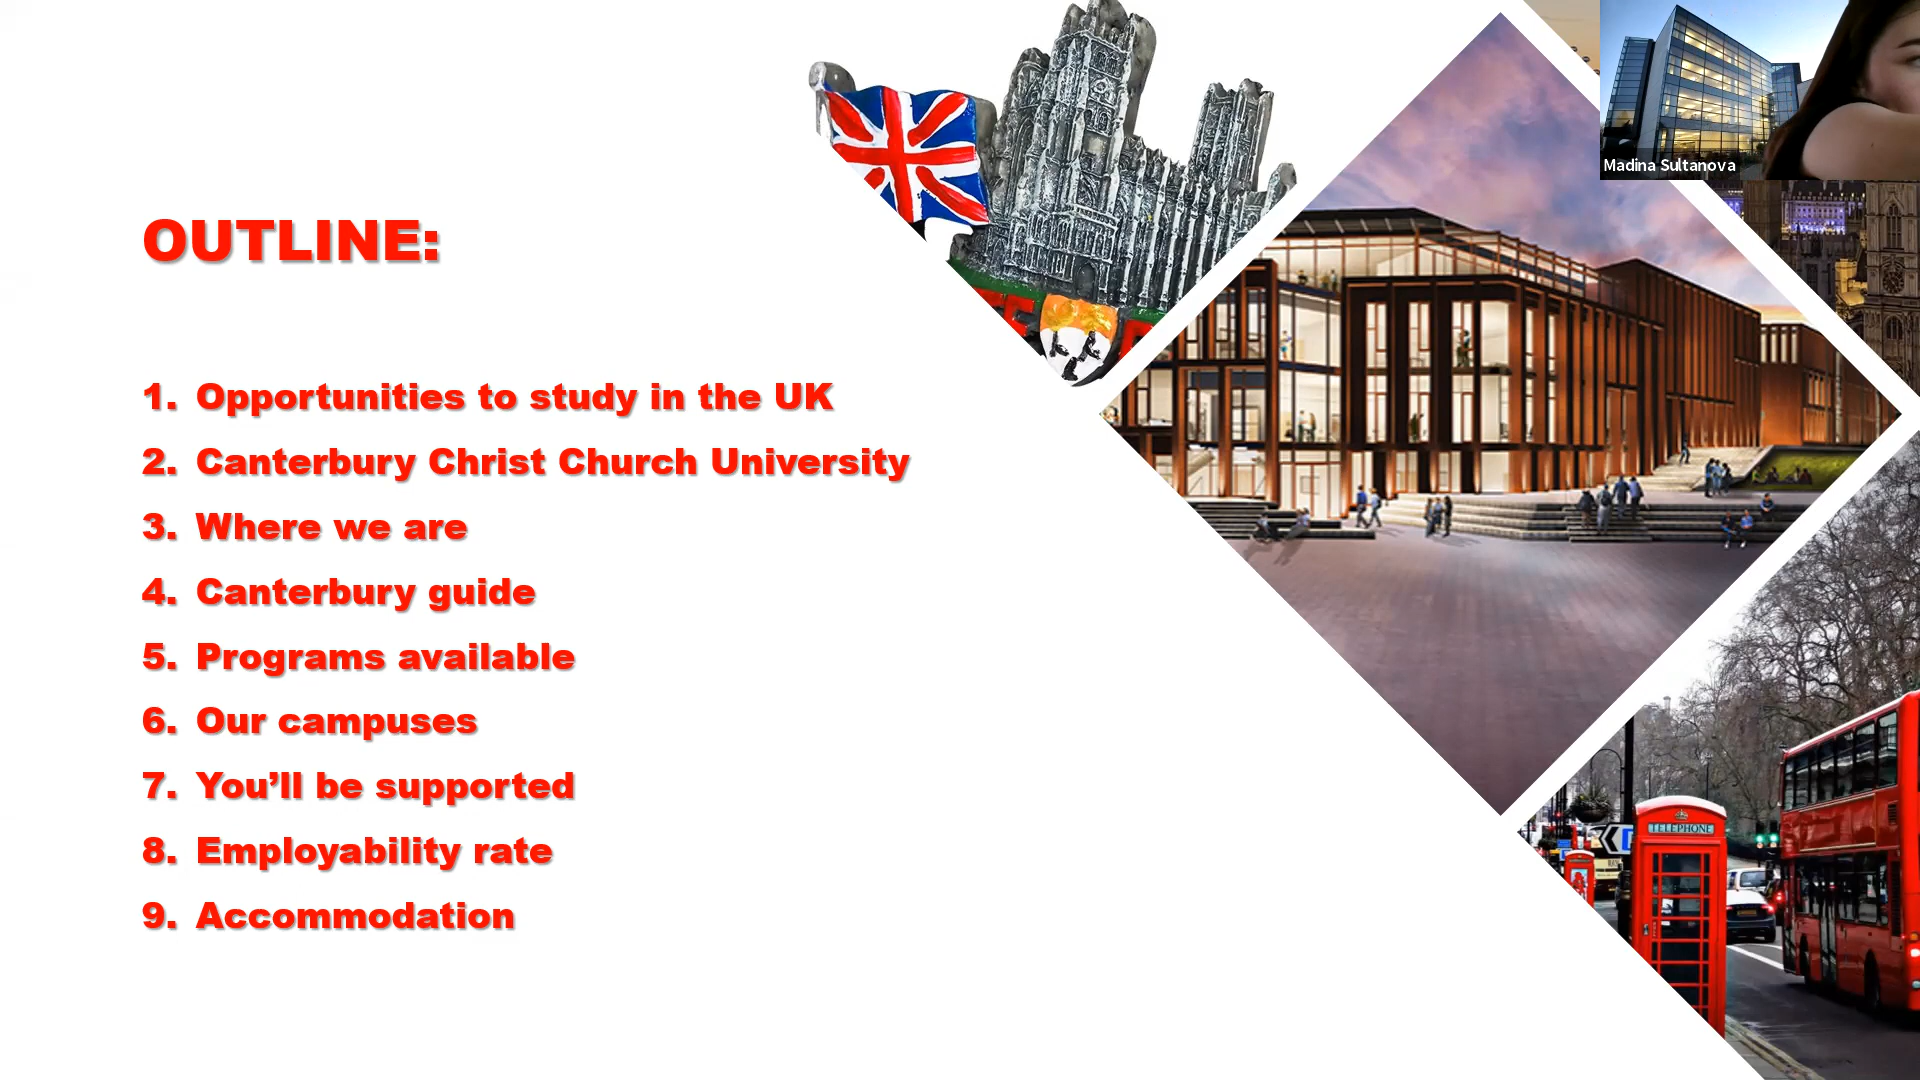 Madina Sultanova
OUTLINE:
1. Opportunities to study in the UK
2. Canterbury Christ Church University
3. Where we are
4. Canterbury guide
5. Programs available
6. Our campuses
7. You’ll be supported
8. Employability rate
9. Accommodation
TELEPHONE